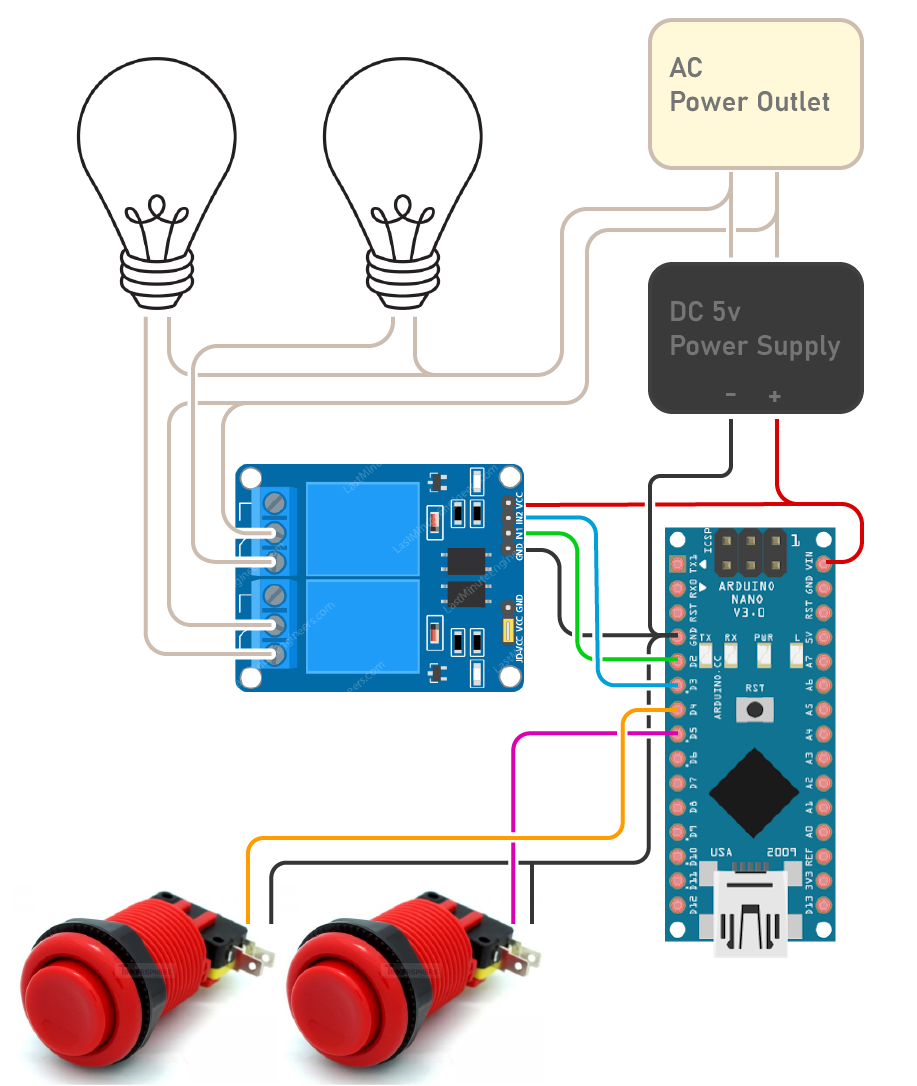 AC
Power Outlet
DC 5v
Power Supply
- +
VCC
IN2
IN1
GND
GND
VCC
JD-VCC
LastMinuteEngineers.com
ICSP
1
ARDUINO
NANO
V3.0
TX
RX
PWR
L
RST
ARDUINO.CC
TX1
RX0
RST
GND
D2
D3
D4
D5
D6
D7
D8
D9
D10
D11
D12
VIN
GND
RST
5V
A7
A6
A5
A4
A3
A2
A1
A0
REF
3V3
D13
USA
2009